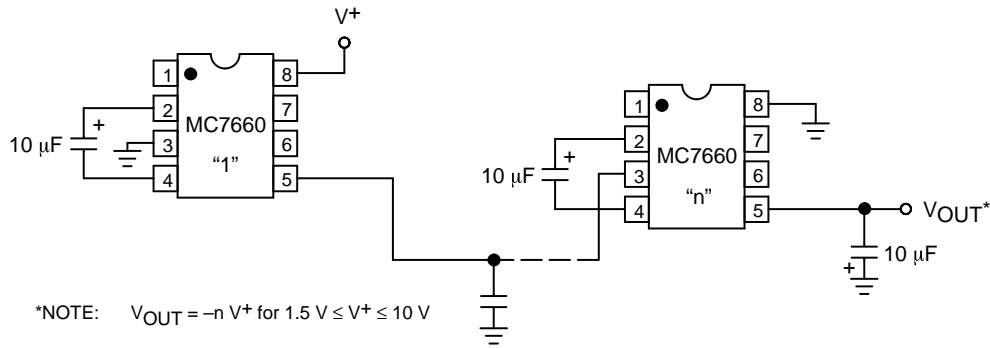 V+
1
8
2
7
3
6
4
5
MC7660
“1”
+
10 µF
1
8
2
7
3
6
4
5
MC7660
“n”
+
10 µF
VOUT*
10 µF
+
*NOTE: VOUT = –n V+ for 1.5 V ≤ V+ ≤ 10 V